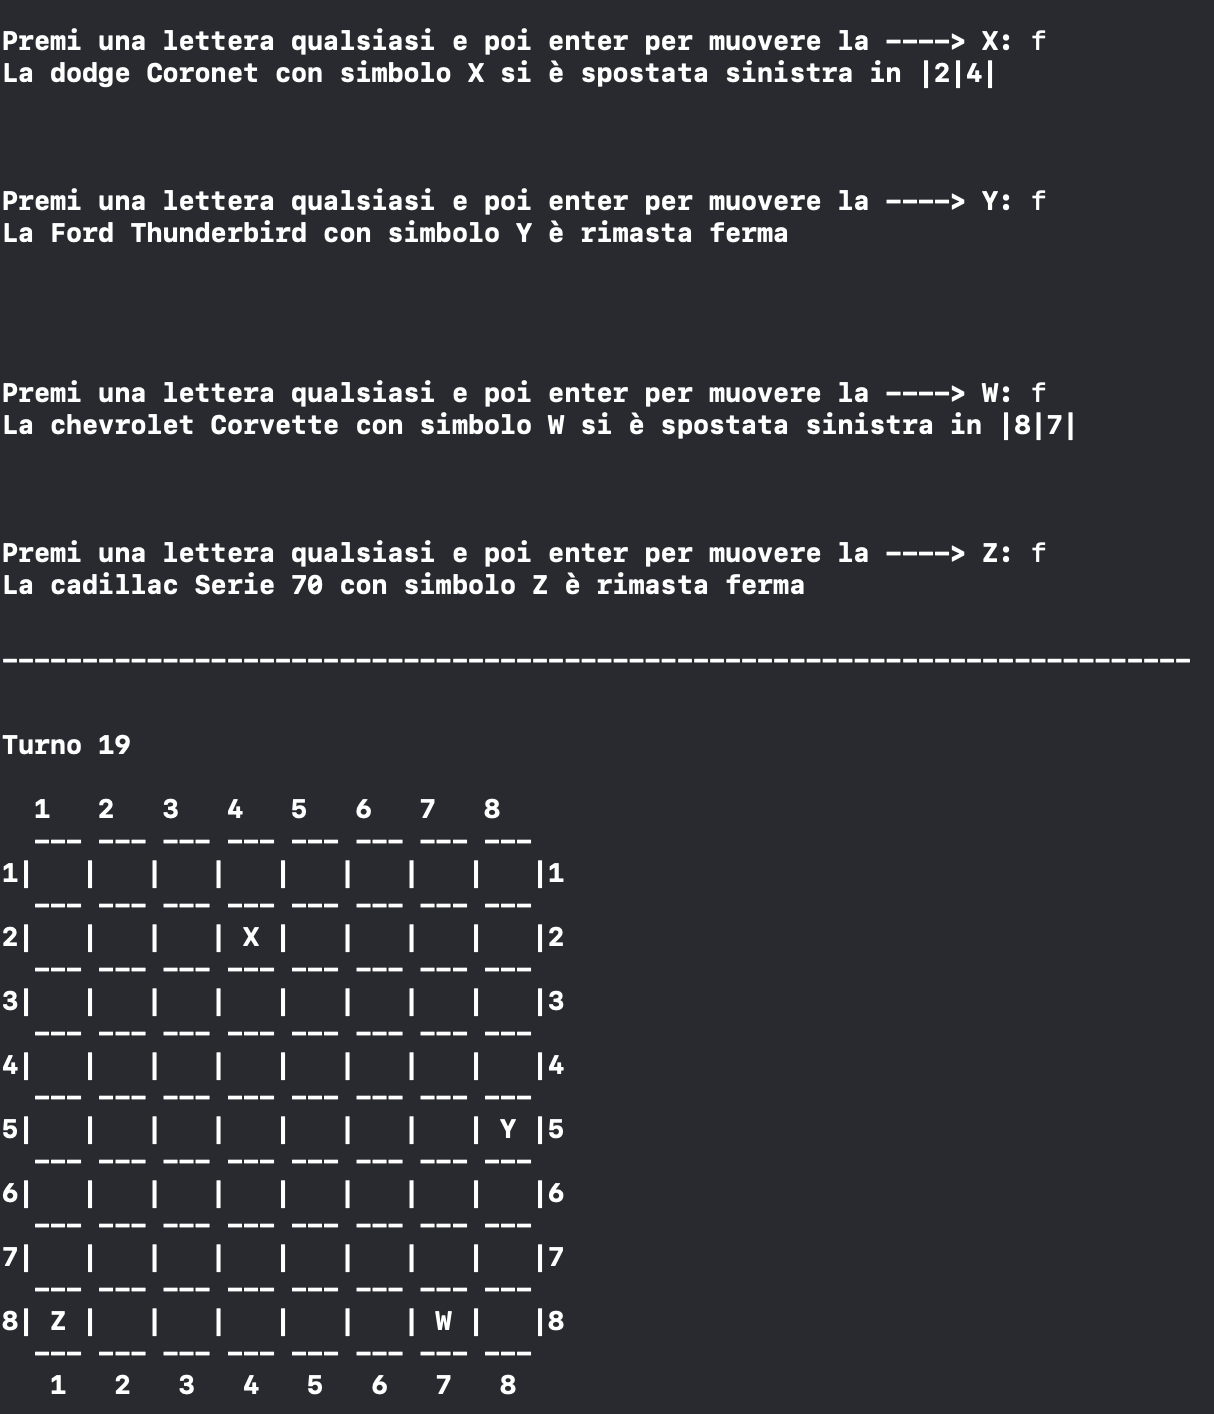 Premi una lettera qualsiasi e poi enter per muovere la ----> X: f
La dodge Coronet con simbolo X si è spostata sinistra in |2|4|
Premi una lettera qualsiasi e poi enter per muovere la ----> Y: f
La Ford Thunderbird con simbolo Y è rimasta ferma
Premi una lettera qualsiasi e poi enter per muovere la ----> W: f
La chevrolet Corvette con simbolo W si è spostata sinistra in |8|7|
Premi una lettera qualsiasi e poi enter per muovere la ----> Z: f
La cadillac Serie 70 con simbolo Z è rimasta ferma
--------------------------------------------------------------------------
Turno 19
  1   2   3   4   5   6   7   8
  --- --- --- --- --- --- --- ---
1|   |   |   |   |   |   |   |   |1
  --- --- --- --- --- --- --- ---
2|   |   |   | X |   |   |   |   |2
  --- --- --- --- --- --- --- ---
3|   |   |   |   |   |   |   |   |3
  --- --- --- --- --- --- --- ---
4|   |   |   |   |   |   |   |   |4
  --- --- --- --- --- --- --- ---
5|   |   |   |   |   |   |   | Y |5
  --- --- --- --- --- --- --- ---
6|   |   |   |   |   |   |   |   |6
  --- --- --- --- --- --- --- ---
7|   |   |   |   |   |   |   |   |7
  --- --- --- --- --- --- --- ---
8| Z |   |   |   |   |   | W |   |8
  --- --- --- --- --- --- --- ---
   1   2   3   4   5   6   7   8